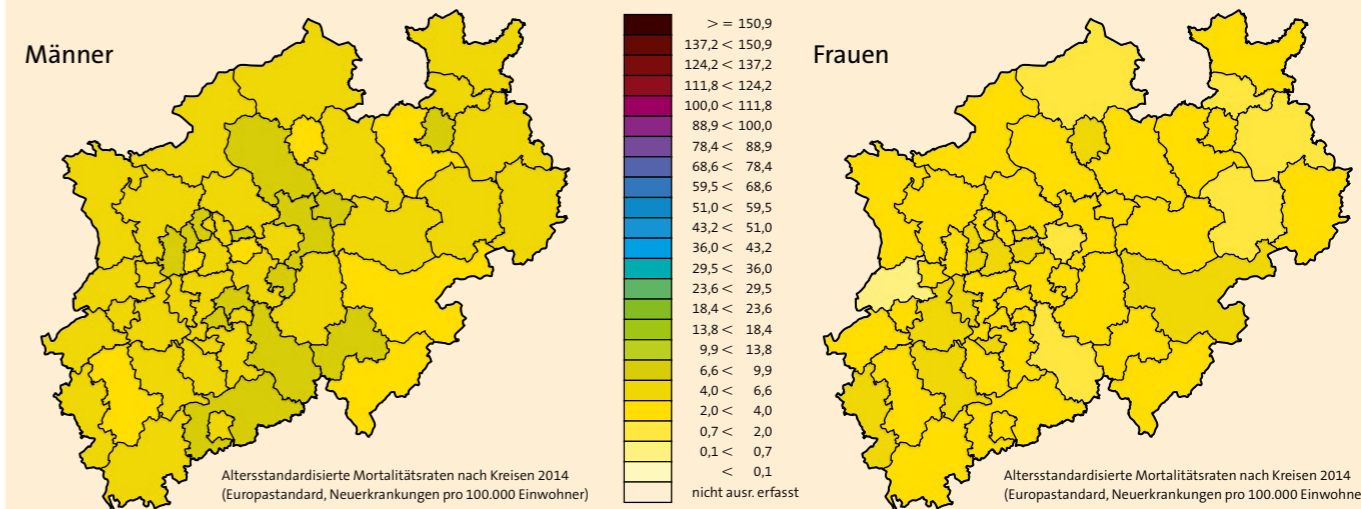 Männer
> = 150,9
137,2 < 150,9
124,2 < 137,2
111,8 < 124,2
100,0 < 111,8
88,9 < 100,0
78,4 < 88,9
68,6 < 78,4
59,5 < 68,6
51,0 < 59,5
43,2 < 51,0
36,0 < 43,2
29,5 < 36,0
23,6 < 29,5
18,4 < 23,6
13,8 < 18,4
9,9 < 13,8
6,6 < 9,9
4,0 < 6,6
2,0 < 4,0
0,7 < 2,0
0,1 < 0,7
< 0,1
nicht ausr. erfasst
Altersstandardisierte Mortalitätsraten nach Kreisen 2014
(Europastandard, Neuerkrankungen pro 100.000 Einwohner)
Frauen
Altersstandardisierte Mortalitätsraten nach Kreisen 2014
(Europastandard, Neuerkrankungen pro 100.000 Einwohne